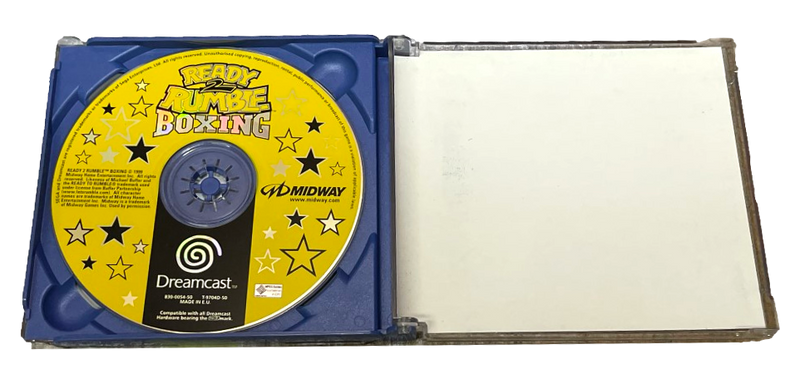 READY
2
RUMBLE
BOXING
READY 2 RUMBLE™ BOXING © 1999
Midway Home Entertainment Inc. All rights
reserved. Likeness of Michael Buffer and
the READY TO RUMBLE® trademark used
under license from Buffer Partnership
(www.letsrumble.com). All character
names are trademarks of Midway Home
Entertainment Inc. Midway is a trademark
of Midway Games Inc. Used by permission.
MIDWAY
www.midway.com
Dreamcast™
830-0054-50 T-9704D-50
MADE IN E.U
Compatible with all Dreamcast
Hardware bearing the mark.